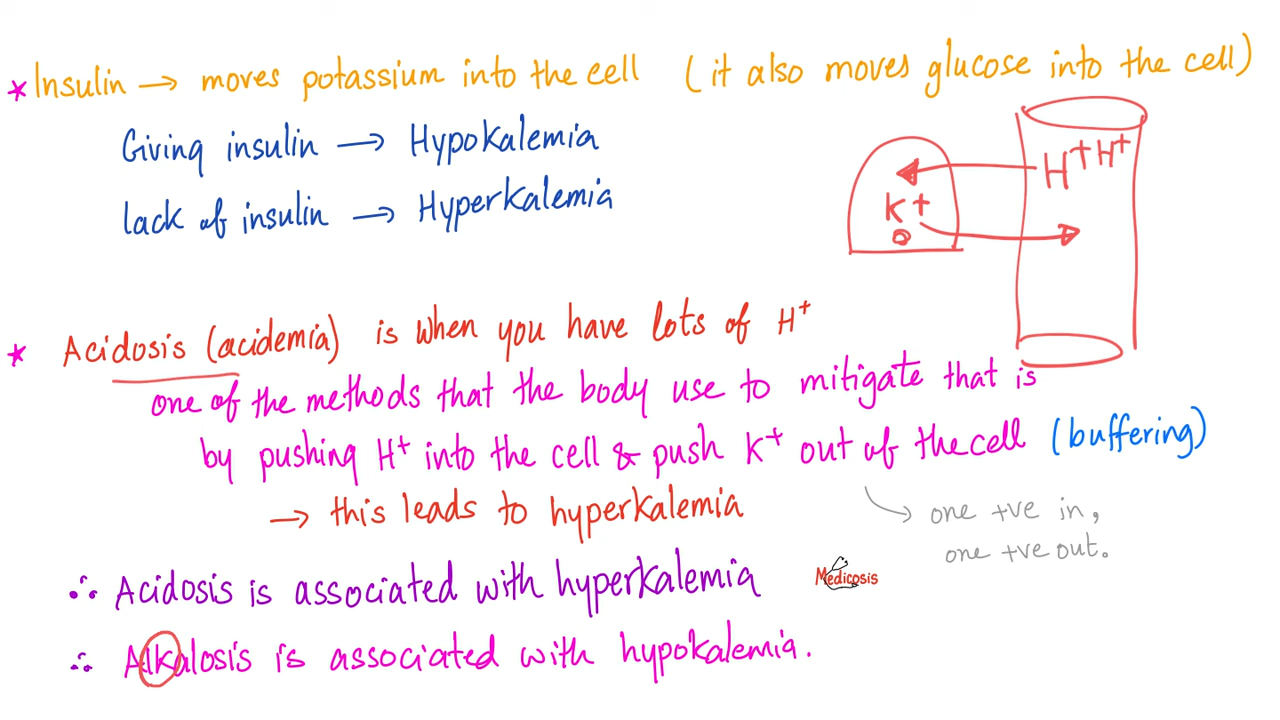 * Insulin → moves potassium into the cell (it also moves glucose into the cell)
Giving insulin → Hypokalemia
lack of insulin → Hyperkalemia
H+ H+
K+
* Acidosis (acidemia) is when you have lots of H+
one of the methods that the body use to mitigate that is
by pushing H+ into the cell & push K+ out of the cell (buffering)
→ this leads to hyperkalemia
one +ve in,
one +ve out.
∴ Acidosis is associated with hyperkalemia
Medicosis
∴ Alkalosis is associated with hypokalemia.